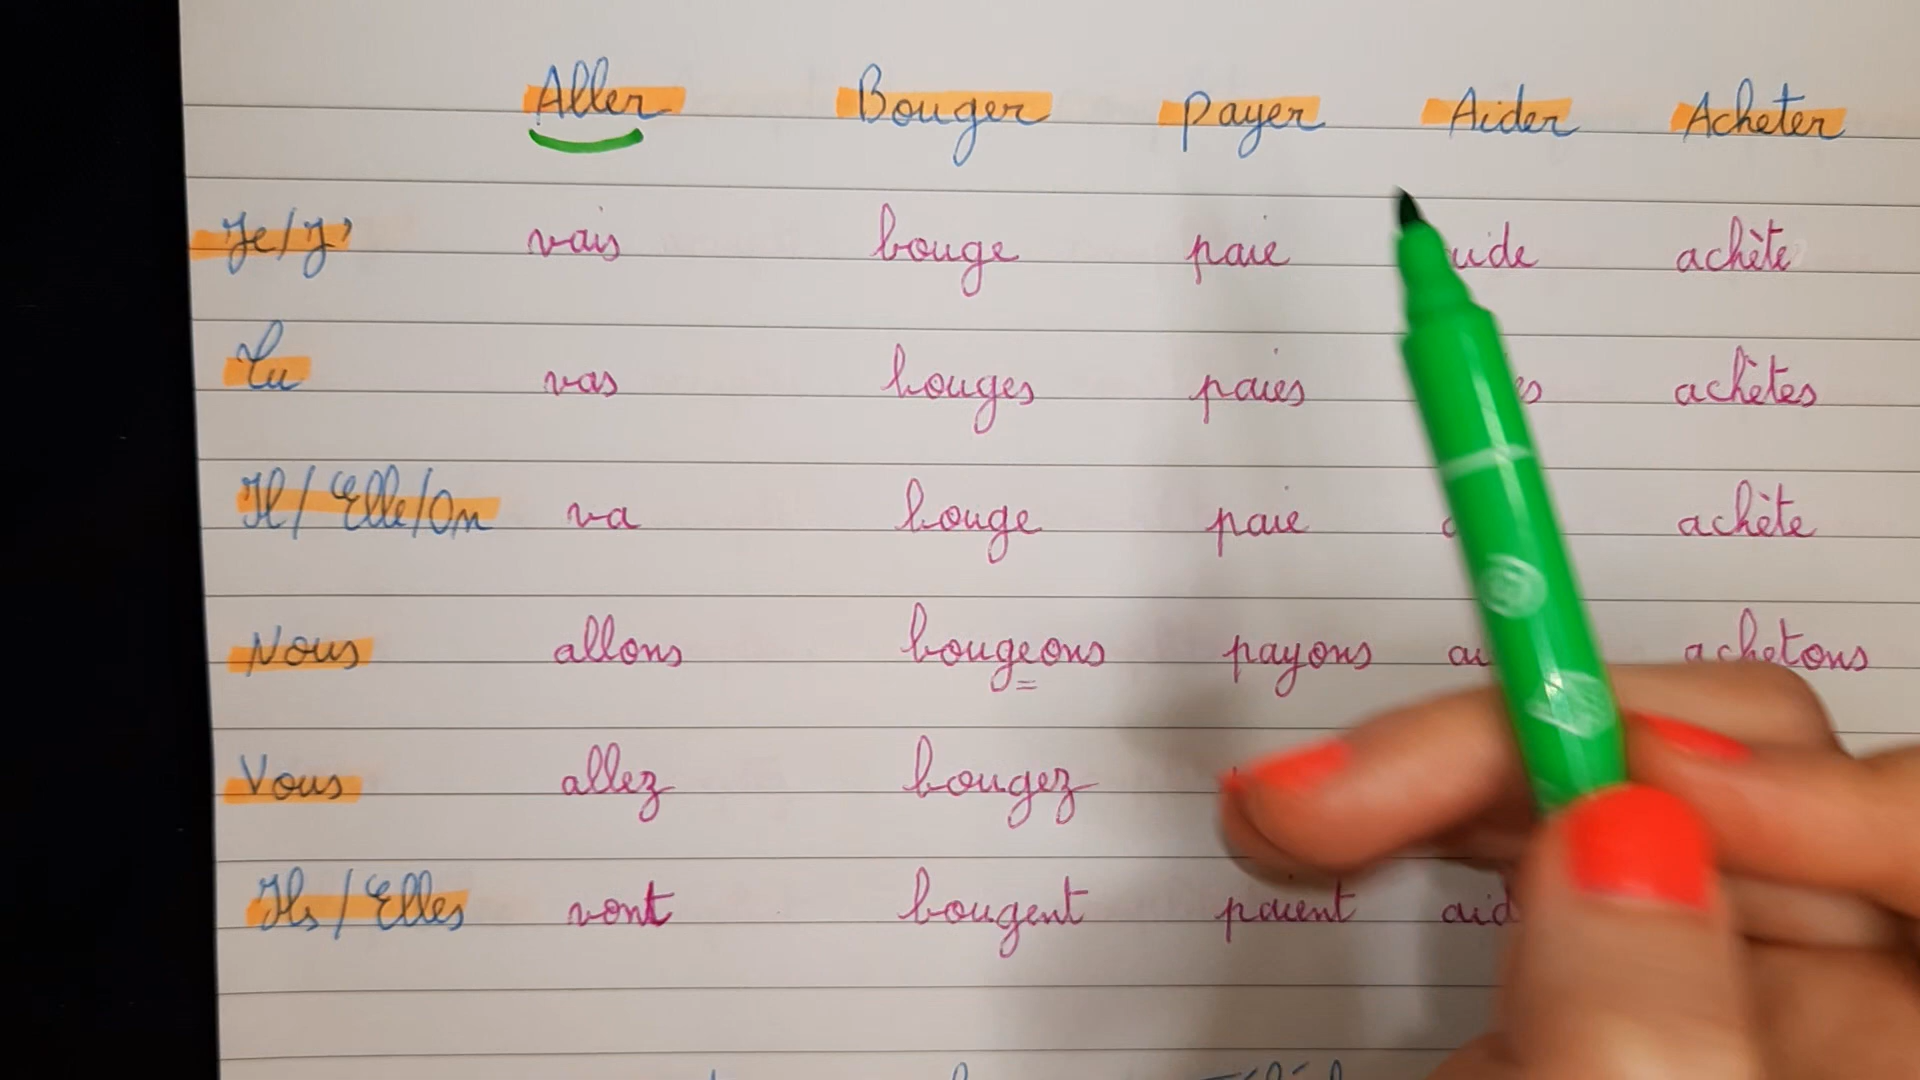 Aller Bouger Payer Aider Acheter
Je/J' vais bouge paie achète
Tu vas bouges paies achètes
Il/Elle/On va bouge paie achète
Nous allons bougeons payons achetons
Vous allez bougez
Ils/Elles vont bougent paient